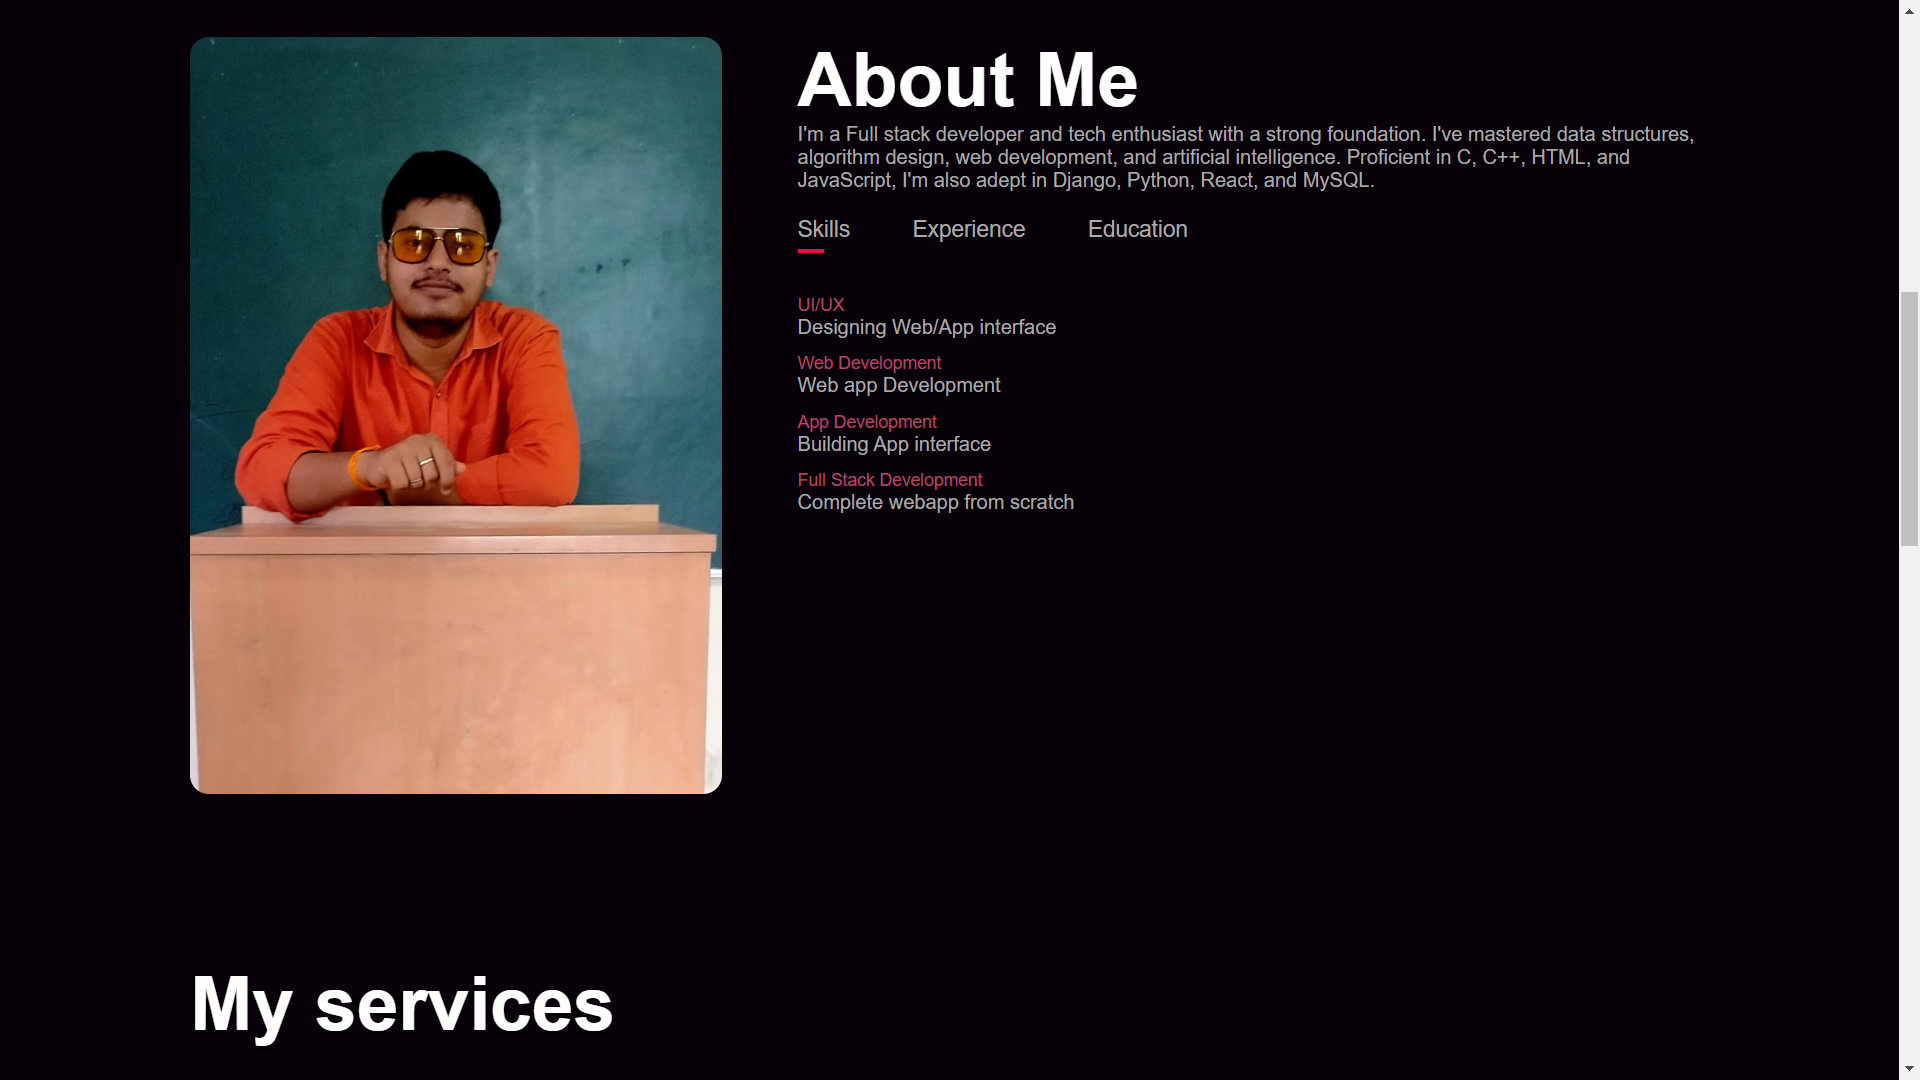 About Me
I'm a Full stack developer and tech enthusiast with a strong foundation. I've mastered data structures,
algorithm design, web development, and artificial intelligence. Proficient in C, C++, HTML, and
JavaScript, I'm also adept in Django, Python, React, and MySQL.
Skills Experience Education
UI/UX
Designing Web/App interface
Web Development
Web app Development
App Development
Building App interface
Full Stack Development
Complete webapp from scratch
My services